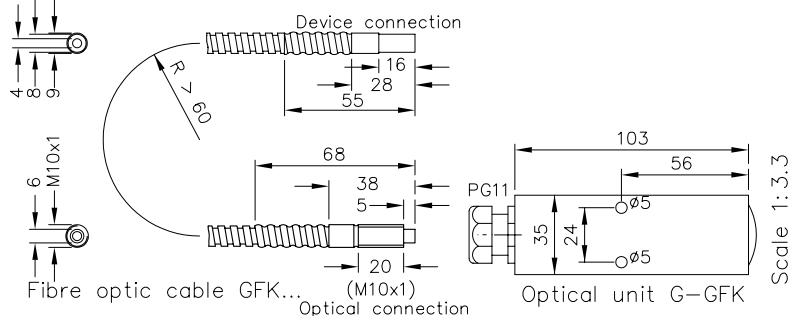 Device connection
16
28
55
4
8
9
R > 60
68
38
5
6
M10x1
20
(M10x1)
Optical connection
Fibre optic cable GFK...
103
56
PG11
ø5
35
24
ø5
Optical unit G-GFK
Scale 1:3.3